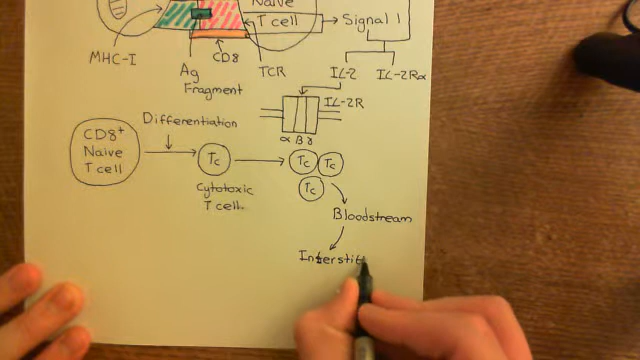 Naive
T cell
Signal 1
MHC-I
CD8
TCR
Ag
Fragment
IL-2
IL-2Rα
IL-2R
α β γ
Differentiation
CD8+
Naive
T cell
Tc
Cytotoxic
T cell
Tc
Tc
Tc
Bloodstream
Interstit